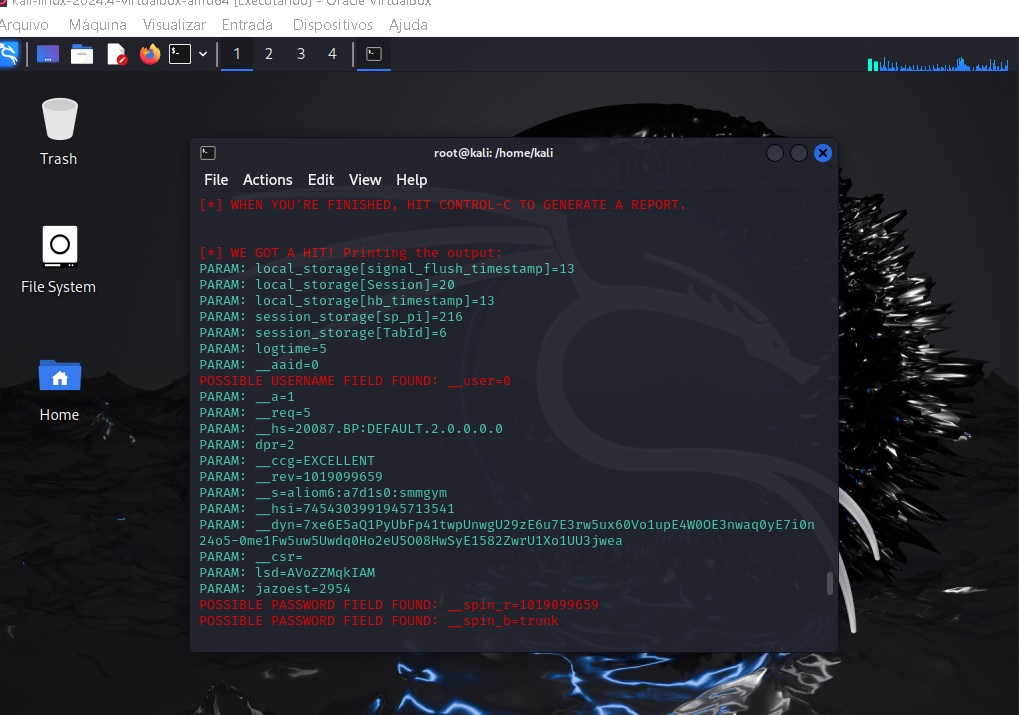 kali-linux-2024.4-virtualbox-amd64 [Executando] - Oracle VirtualBox
Arquivo Máquina Visualizar Entrada Dispositivos Ajuda
1 2 3 4
Trash
File System
Home
root@kali: /home/kali
File Actions Edit View Help
[*] WHEN YOU'RE FINISHED, HIT CONTROL-C TO GENERATE A REPORT.
[*] WE GOT A HIT! Printing the output:
PARAM: local_storage[signal_flush_timestamp]=13
PARAM: local_storage[Session]=20
PARAM: local_storage[hb_timestamp]=13
PARAM: session_storage[sp_pi]=216
PARAM: session_storage[TabId]=6
PARAM: logtime=5
PARAM: __aaid=0
POSSIBLE USERNAME FIELD FOUND: __user=0
PARAM: __a=1
PARAM: __req=5
PARAM: __hs=20087.BP:DEFAULT.2.0.0.0.0
PARAM: dpr=2
PARAM: __ccg=EXCELLENT
PARAM: __rev=1019099659
PARAM: __s=aliom6:a7d1s0:smmgym
PARAM: __hsi=7454303991945713541
PARAM: __dyn=7xe6E5aQ1PyUbFp41twpUnwgU29zE6u7E3rw5ux60Vo1upE4W0OE3nwaq0yE7i0n
24o5-0me1Fw5uw5Uwdq0Ho2eU5O08HwSyE1582ZwrU1Xo1UU3jwea
PARAM: __csr=
PARAM: lsd=AVoZZMqkIAM
PARAM: jazoest=2954
POSSIBLE PASSWORD FIELD FOUND: __spin_r=1019099659
POSSIBLE PASSWORD FIELD FOUND: __spin_b=trunk